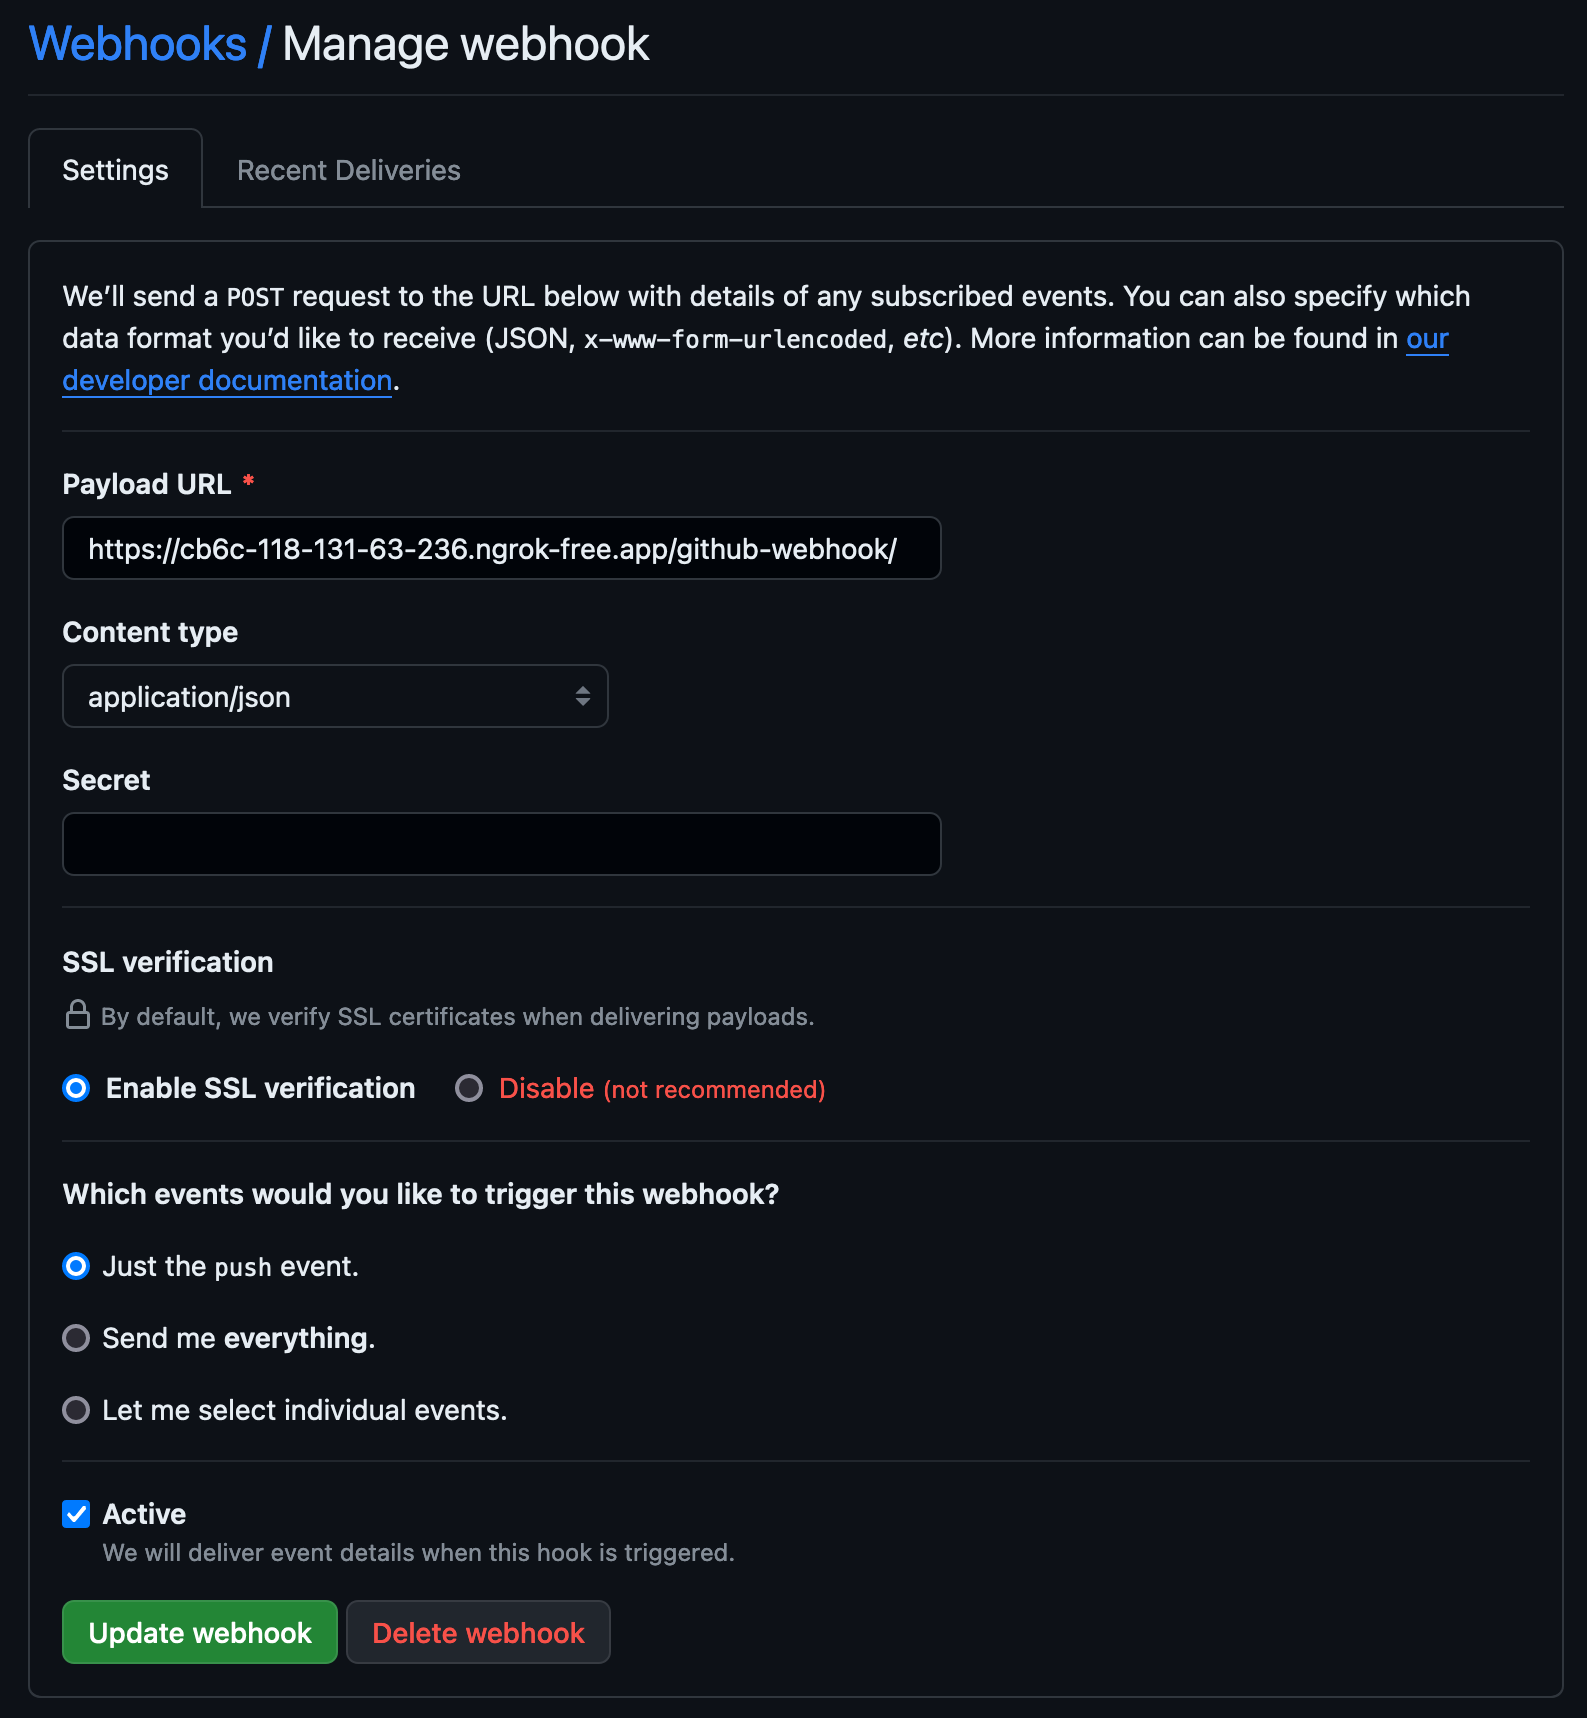 Webhooks / Manage webhook
Settings
Recent Deliveries
We’ll send a POST request to the URL below with details of any subscribed events. You can also specify which
data format you’d like to receive (JSON, x-www-form-urlencoded, etc). More information can be found in our
developer documentation.
Payload URL *
https://cb6c-118-131-63-236.ngrok-free.app/github-webhook/
Content type
application/json
Secret
SSL verification
By default, we verify SSL certificates when delivering payloads.
Enable SSL verification
Disable (not recommended)
Which events would you like to trigger this webhook?
Just the push event.
Send me everything.
Let me select individual events.
Active
We will deliver event details when this hook is triggered.
Update webhook
Delete webhook